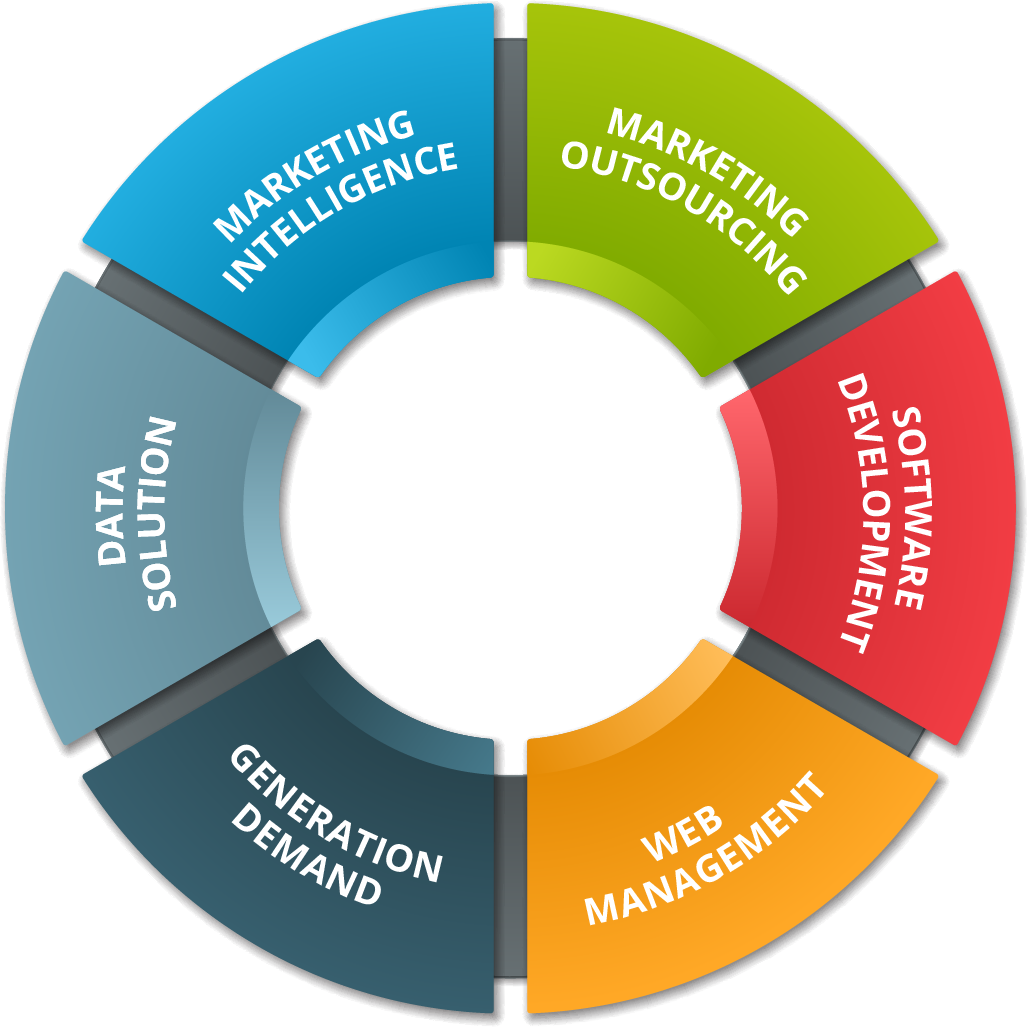 MARKETING
INTELLIGENCE
MARKETING
OUTSOURCING
SOFTWARE
DEVELOPMENT
WEB
MANAGEMENT
GENERATION
DEMAND
DATA
SOLUTION